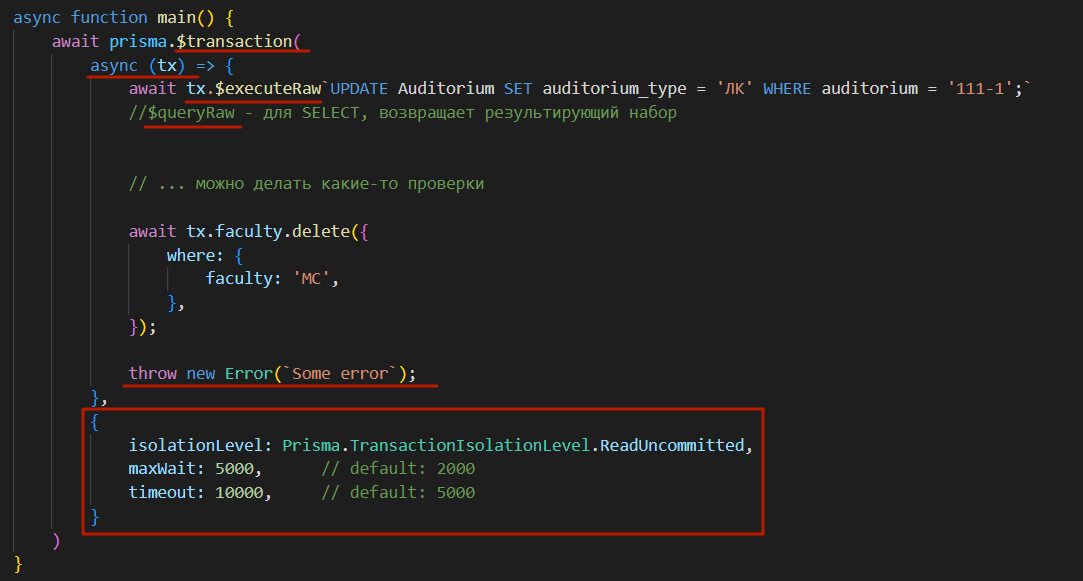 async function main() {
    await prisma.$transaction(
        async (tx) => {
            await tx.$executeRaw`UPDATE Auditorium SET auditorium_type = 'ЛК' WHERE auditorium = '111-1';`
            //$queryRaw - для SELECT, возвращает результирующий набор
            // ... можно делать какие-то проверки
            await tx.faculty.delete({
                where: {
                    faculty: 'МС',
                },
            });
            throw new Error(`Some error`);
        },
        {
            isolationLevel: Prisma.TransactionIsolationLevel.ReadUncommitted,
            maxWait: 5000,      // default: 2000
            timeout: 10000,     // default: 5000
        }
    )
}